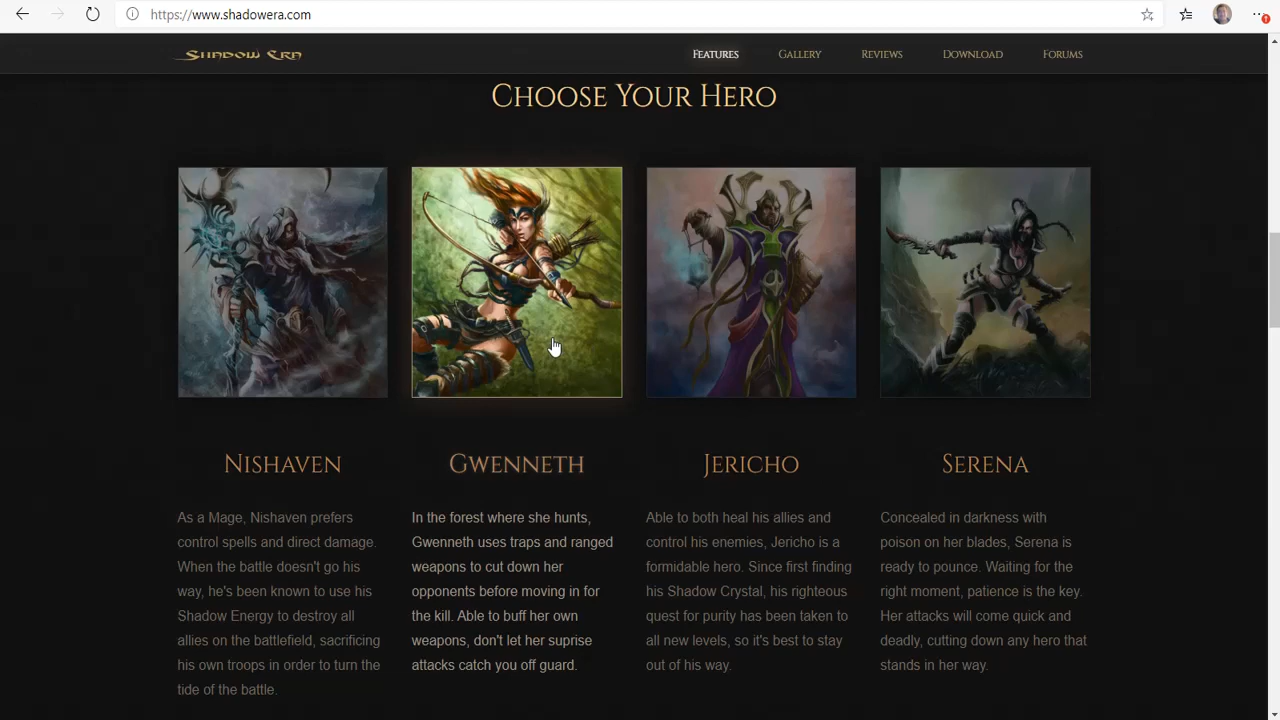 https://www.shadowera.com
Shadow Era
Features
Gallery
Reviews
Download
Forums
Choose Your Hero
Nishaven
As a Mage, Nishaven prefers
control spells and direct damage.
When the battle doesn't go his
way, he's been known to use his
Shadow Energy to destroy all
allies on the battlefield, sacrificing
his own troops in order to turn the
tide of the battle.
Gwenneth
In the forest where she hunts,
Gwenneth uses traps and ranged
weapons to cut down her
opponents before moving in for
the kill. Able to buff her own
weapons, don't let her suprise
attacks catch you off guard.
Jericho
Able to both heal his allies and
control his enemies, Jericho is a
formidable hero. Since first finding
his Shadow Crystal, his righteous
quest for purity has been taken to
all new levels, so it's best to stay
out of his way.
Serena
Concealed in darkness with
poison on her blades, Serena is
ready to pounce. Waiting for the
right moment, patience is the key.
Her attacks will come quick and
deadly, cutting down any hero that
stands in her way.